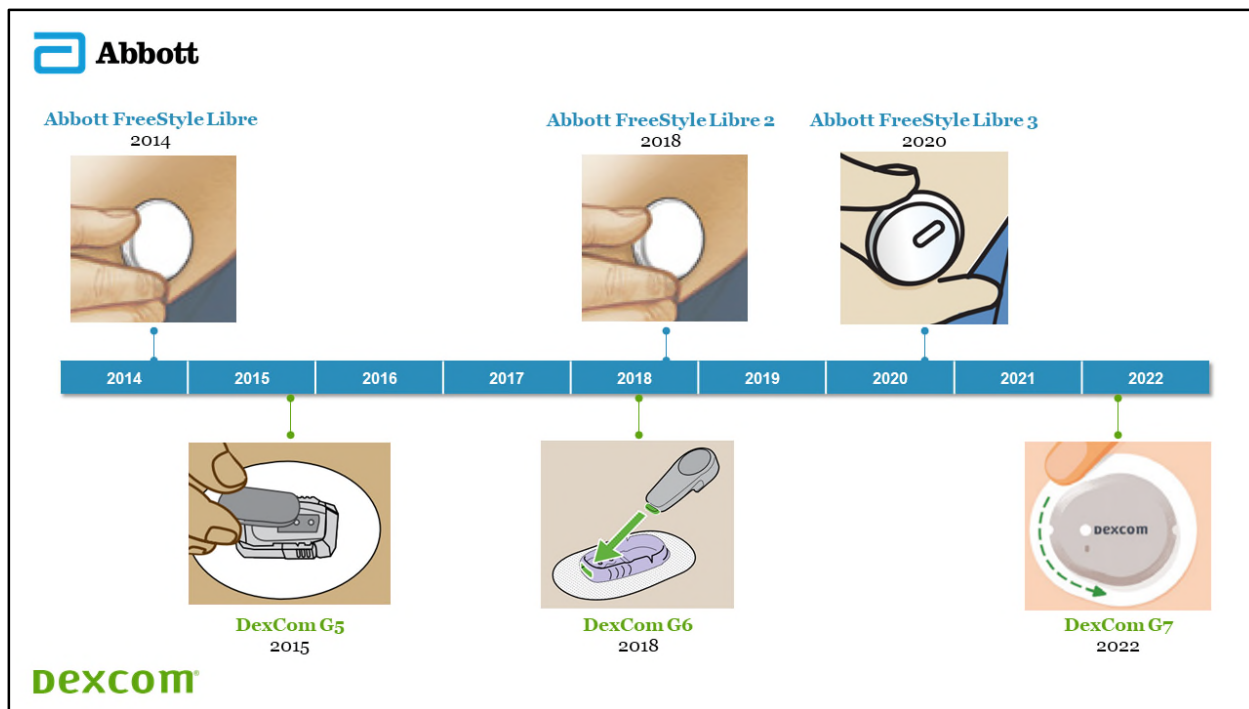 Abbott
Abbott FreeStyle Libre
2014
Abbott FreeStyle Libre 2
2018
Abbott FreeStyle Libre 3
2020
2014 2015 2016 2017 2018 2019 2020 2021 2022
DexCom G5
2015
DexCom G6
2018
Dexcom
DexCom G7
2022
Dexcom®